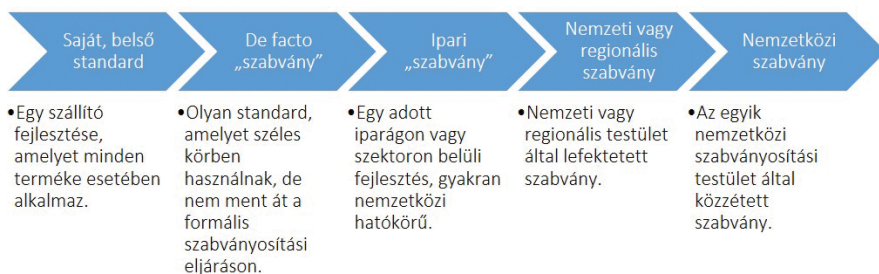 Saját, belső
standard
De facto
„szabvány”
Ipari
„szabvány”
Nemzeti vagy
regionális
szabvány
Nemzetközi
szabvány
•Egy szállító
fejlesztése,
amelyet minden
terméke esetében
alkalmaz.
•Olyan standard,
amelyet széles
körben
használnak, de
nem ment át a
formális
szabványosítási
eljáráson.
•Egy adott
iparágon vagy
szektoron belüli
fejlesztés, gyakran
nemzetközi
hatókörű.
•Nemzeti vagy
regionális testület
által lefektetett
szabvány.
•Az egyik
nemzetközi
szabványosítási
testület által
közzétett
szabvány.